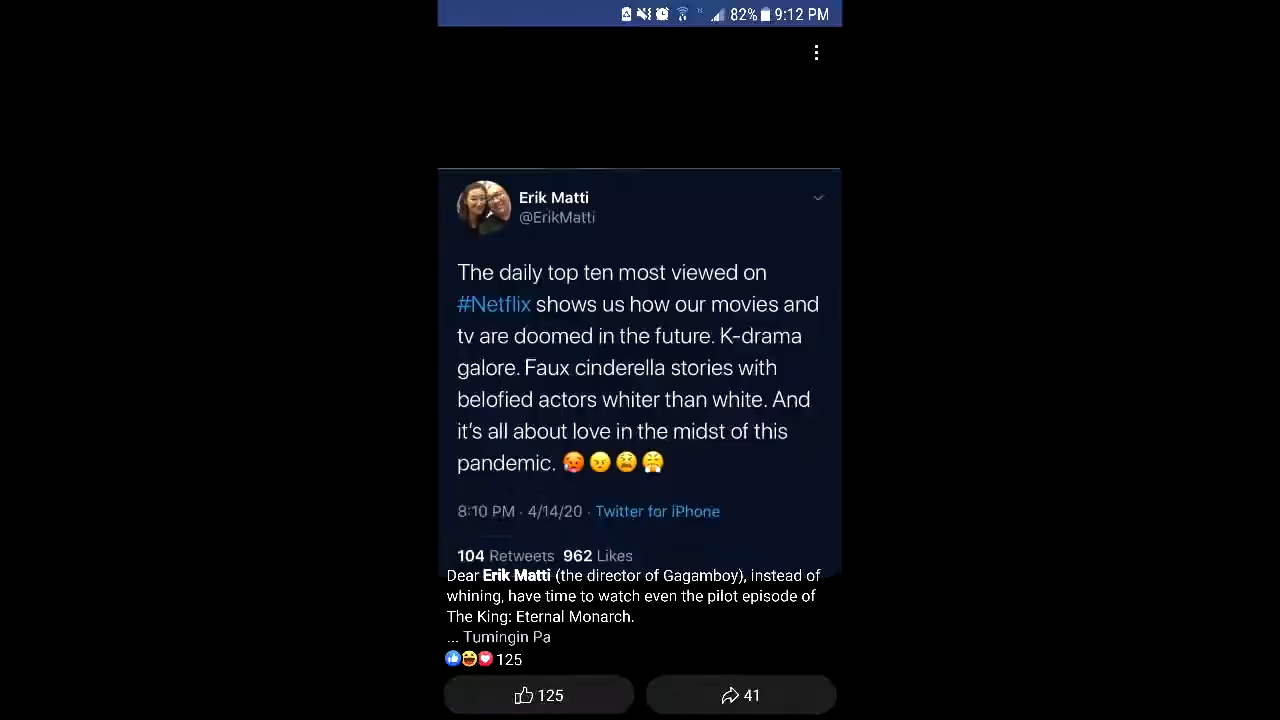 82% 9:12 PM
Erik Matti
@ErikMatti
The daily top ten most viewed on
#Netflix shows us how our movies and
tv are doomed in the future. K-drama
galore. Faux cinderella stories with
belofied actors whiter than white. And
it's all about love in the midst of this
pandemic. 🥵😠😫😤
8:10 PM · 4/14/20 · Twitter for iPhone
104 Retweets 962 Likes
Dear Erik Matti (the director of Gagamboy), instead of
whining, have time to watch even the pilot episode of
The King: Eternal Monarch.
... Tumingin Pa
125
125 41